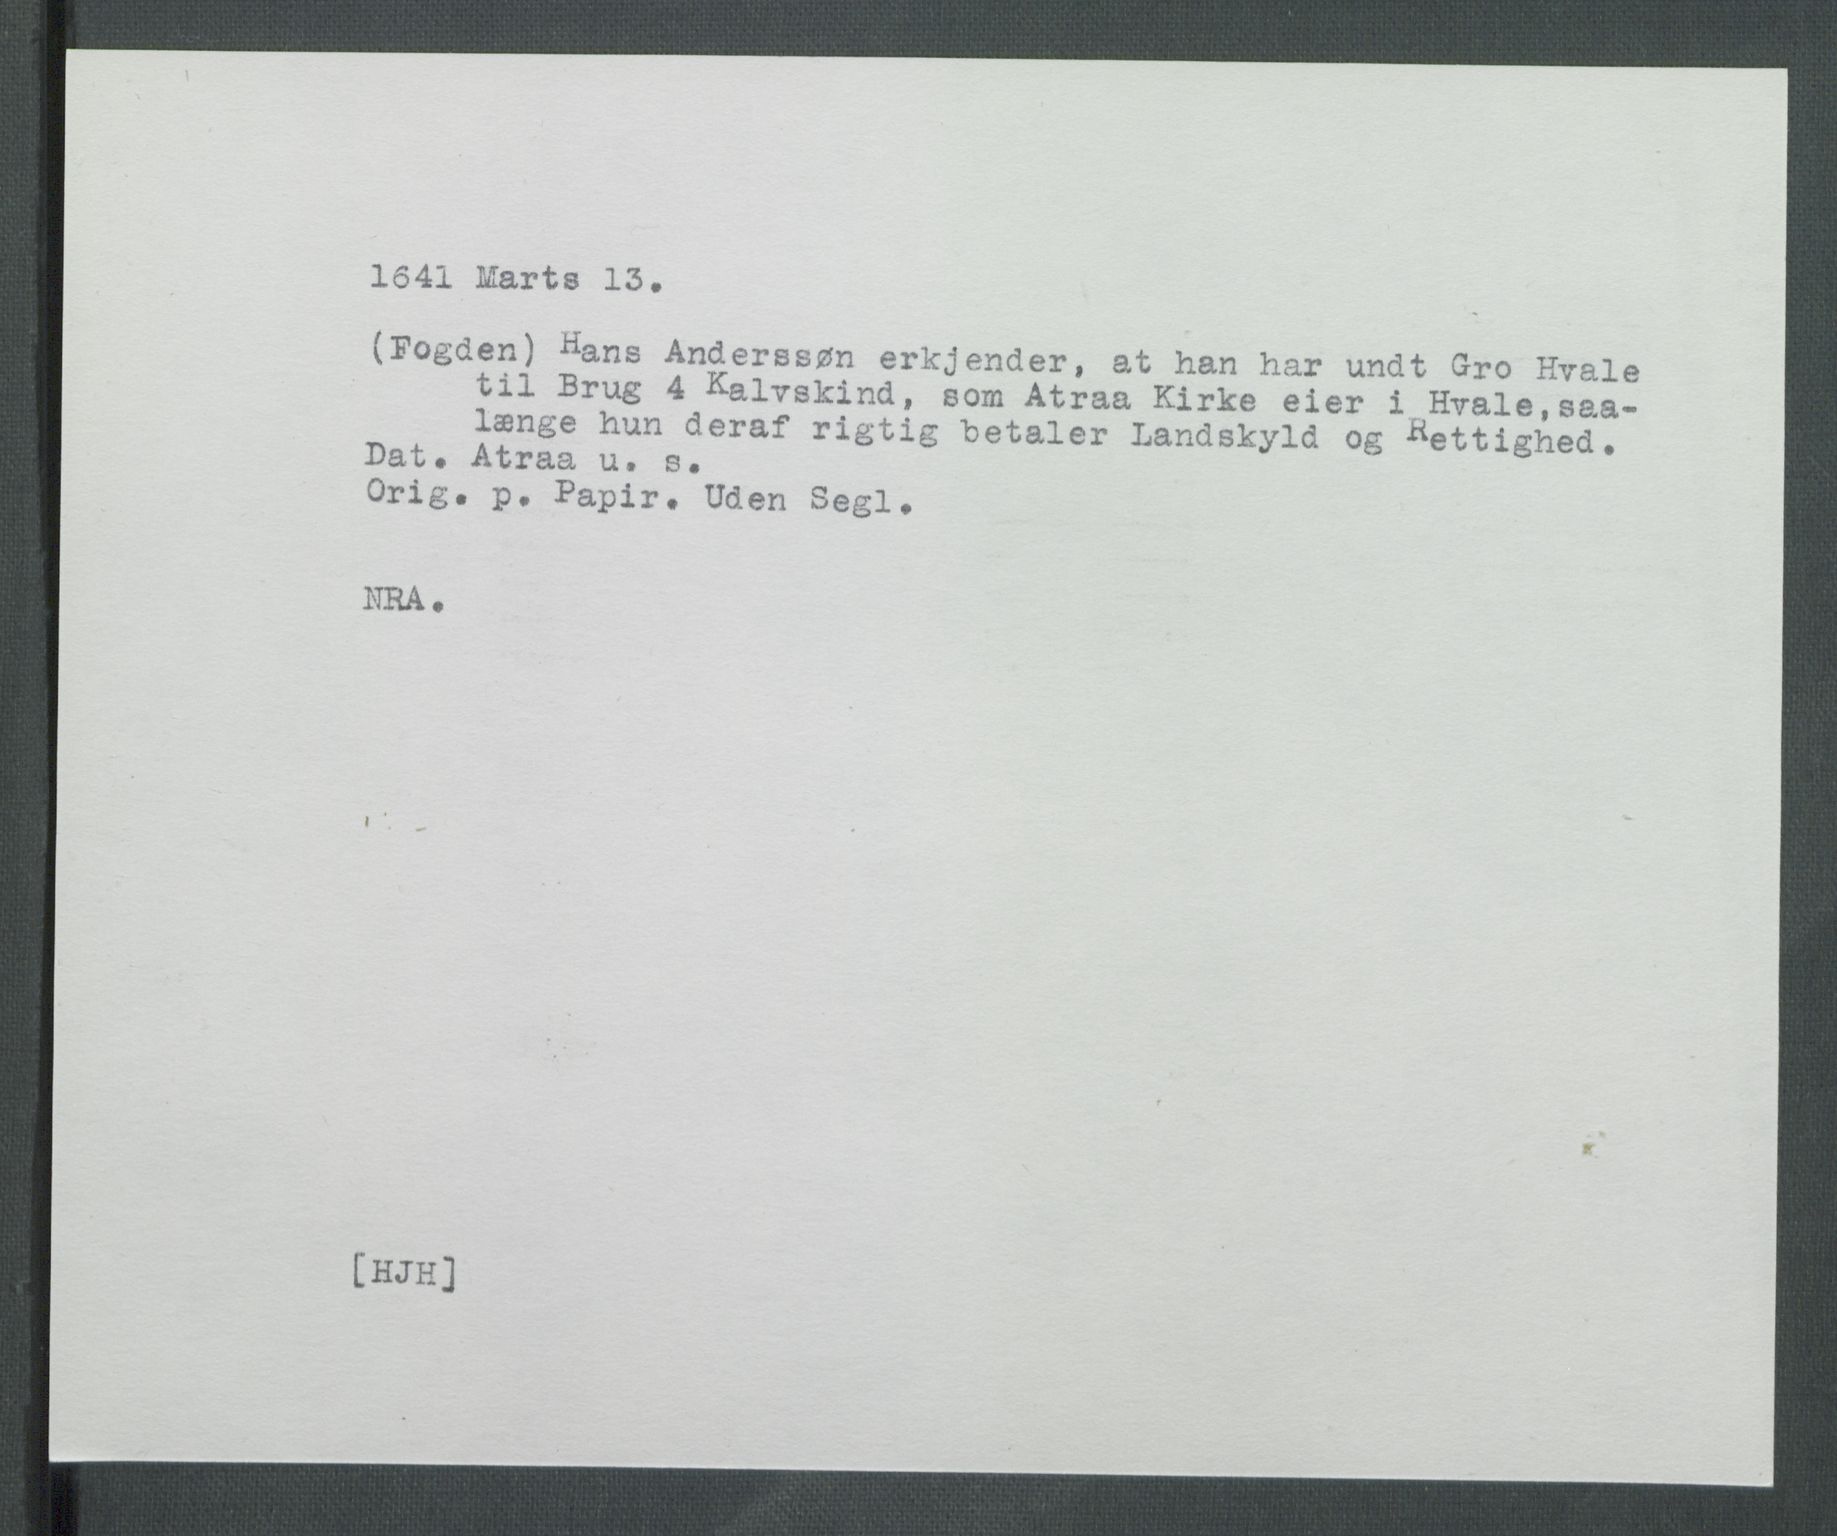 1641 Marts 13.
(Fogden) Hans Anderssøn erkjender, at han har undt Gro Hvale
til Brug 4 Kalvskind, som Atraa Kirke eier i Hvale,saa-
længe hun deraf rigtig betaler Landskyld og Rettighed.
Dat. Atraa u. s.
Orig. p. Papir. Uden Segl.
NRA.
[HJH]